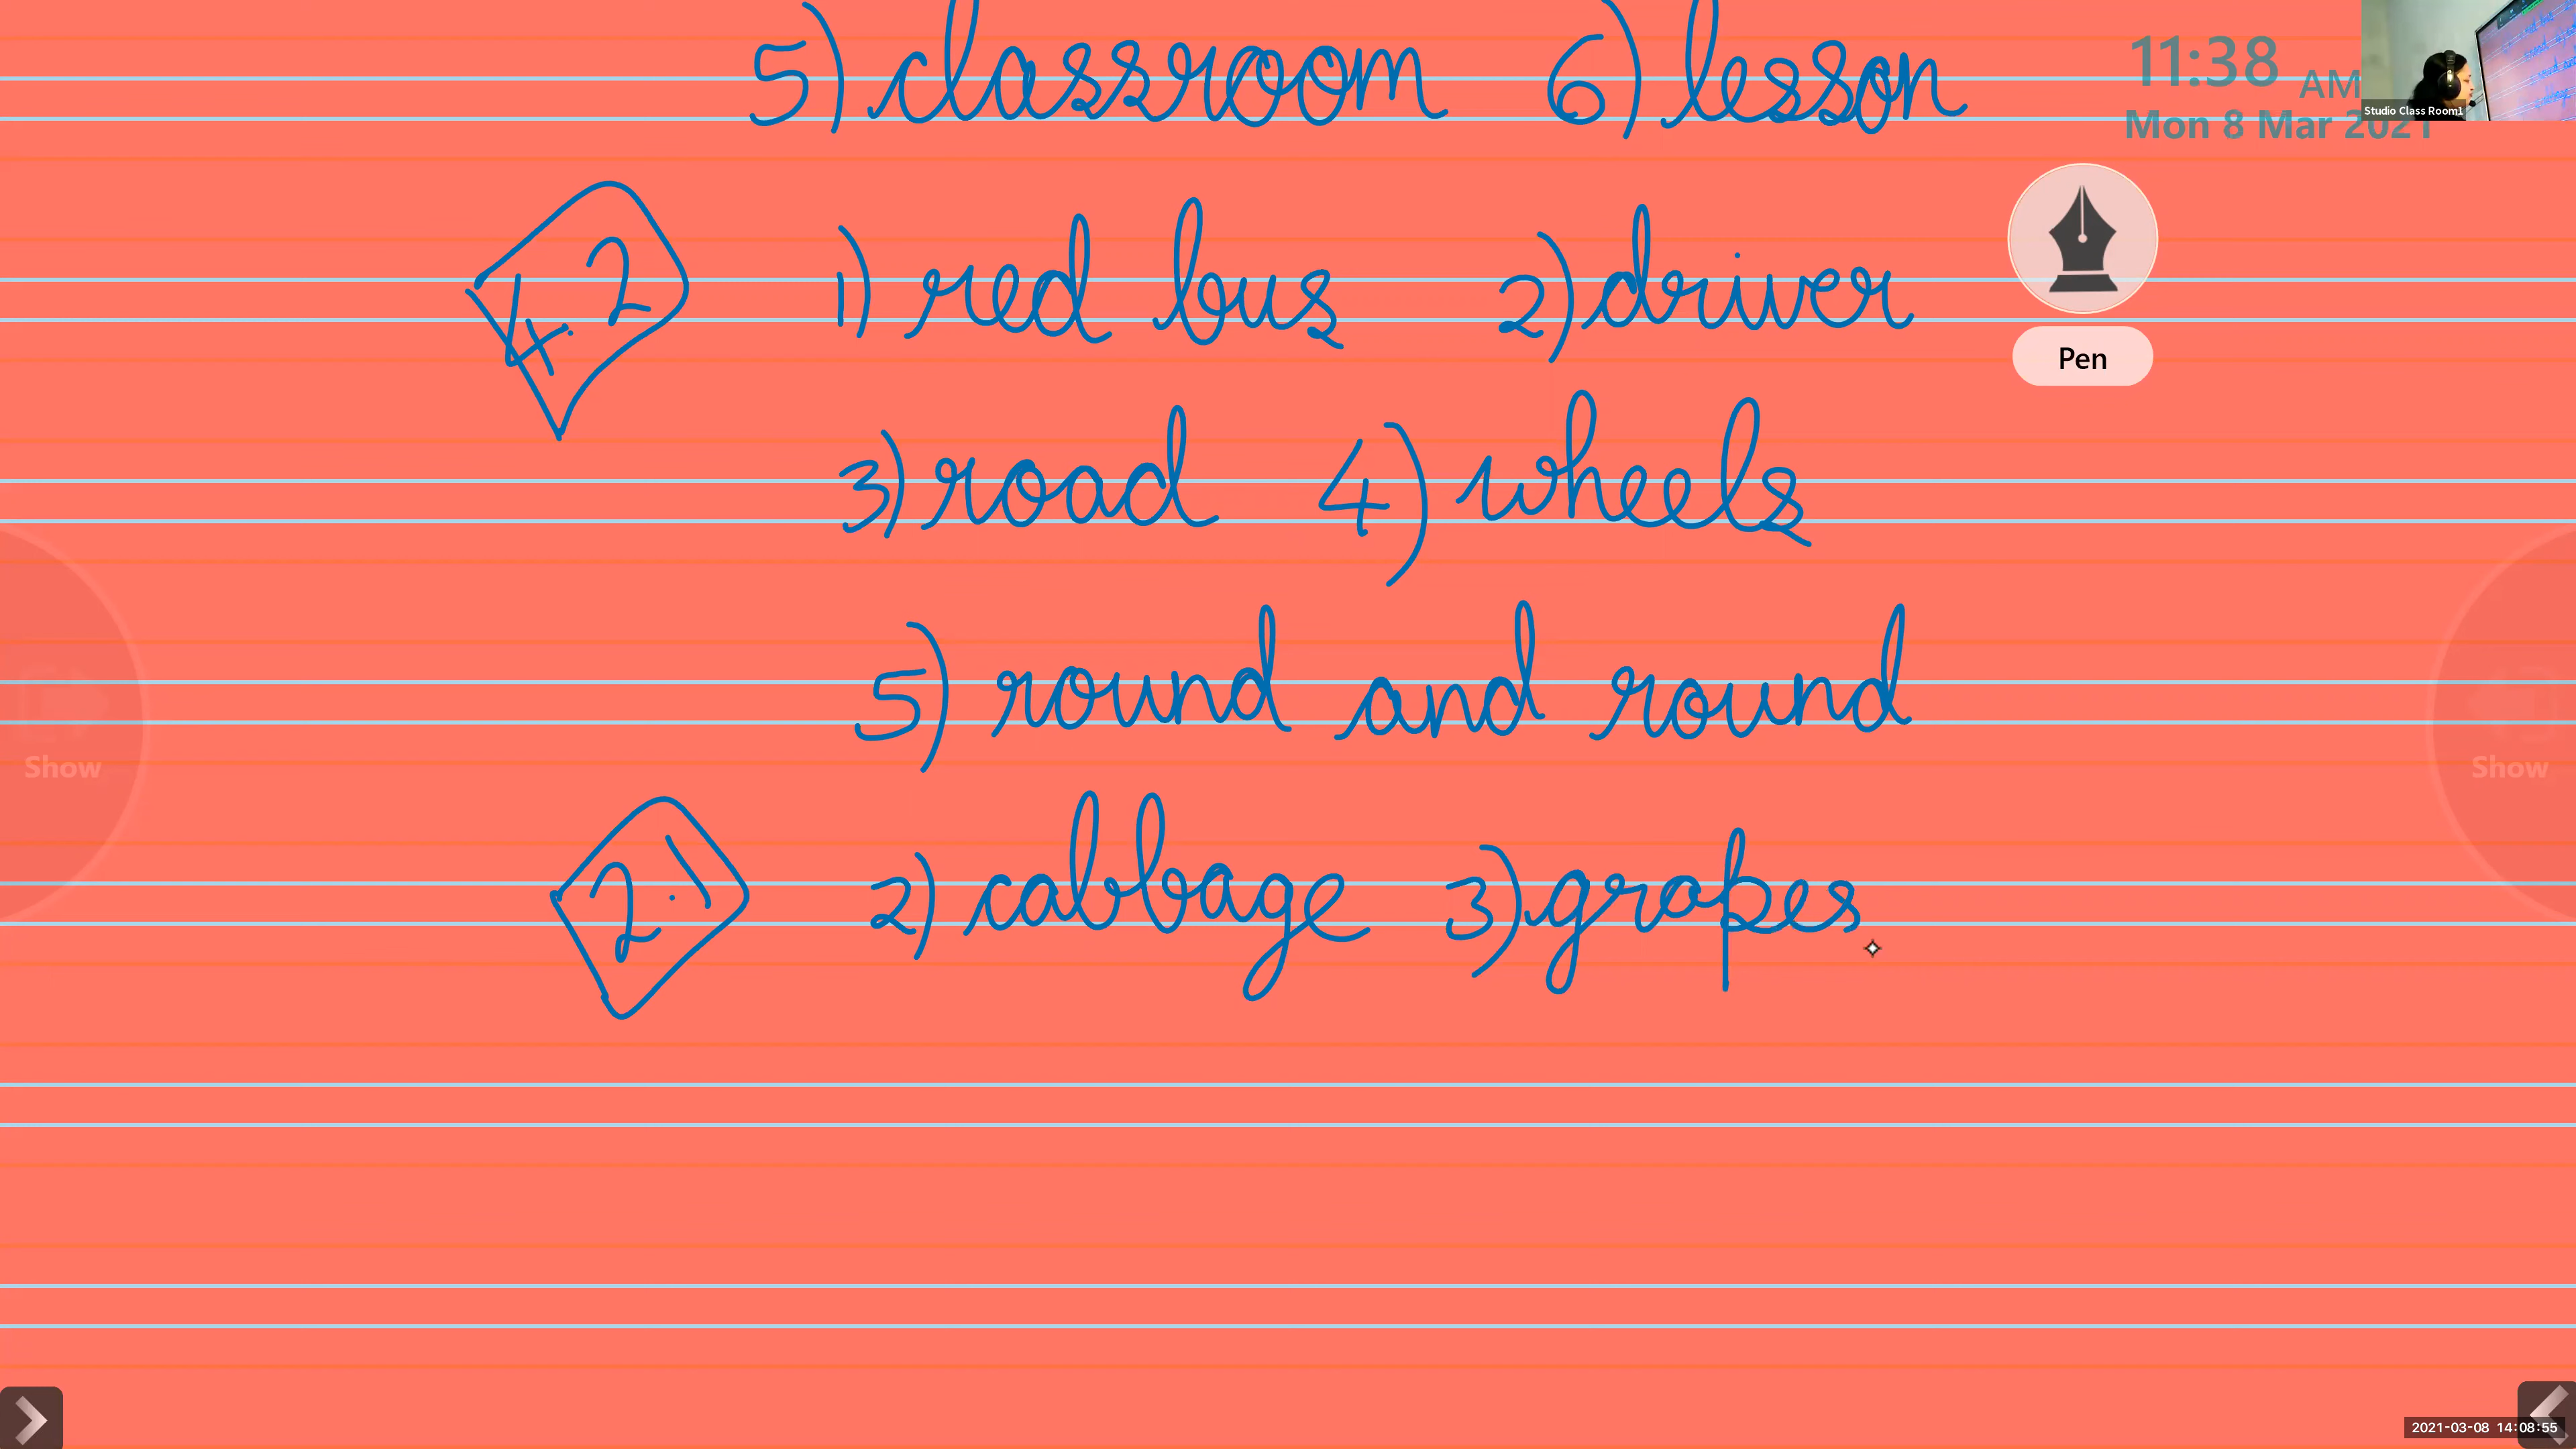 5) classroom 6) lesson
11:38 AM
Mon 8 Mar 2021
Studio Class Room1
4.2 1) red bus 2) driver
Pen
3) road 4) wheels
5) round and round
Show Show
2.1 2) cabbage 3) grapes
2021-03-08 14:08:55